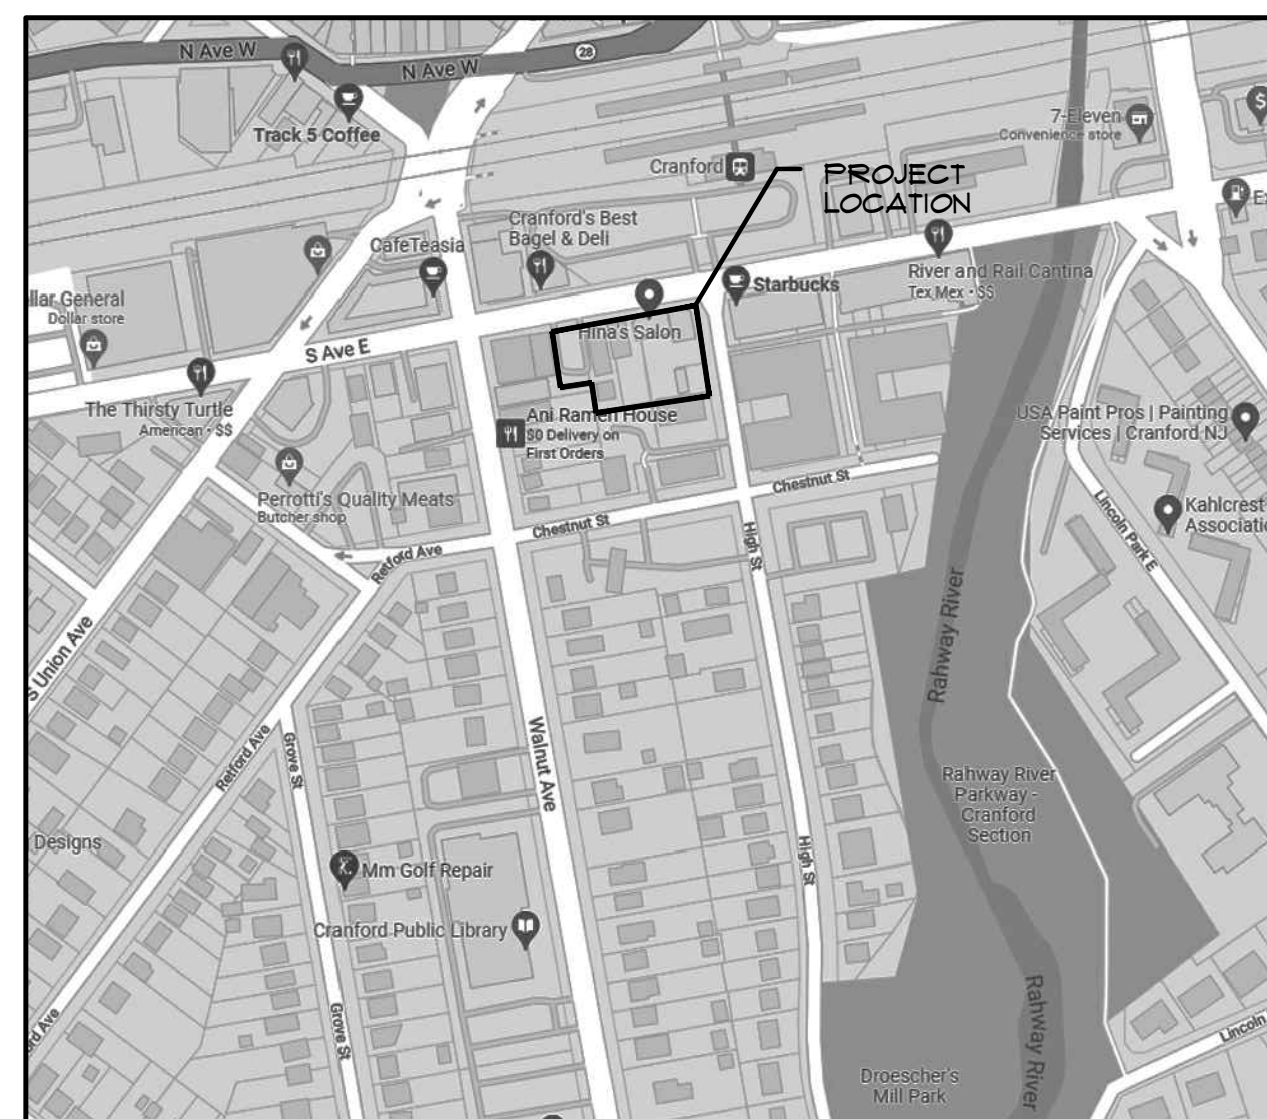 N Ave W
N Ave W
28
Track 5 Coffee
7-Eleven
Convenience store
Cranford
PROJECT
LOCATION
Cranford's Best
Bagel & Deli
CafeTeasia
River and Rail Cantina
Tex Mex • $$
Starbucks
llar General
Dollar store
Hina's Salon
S Ave E
The Thirsty Turtle
American • $$
Ani Ramen House
$0 Delivery on
First Orders
USA Paint Pros | Painting
Services | Cranford NJ
Perrotti's Quality Meats
Butcher shop
Chestnut St
Chestnut St
Kahlcrest
Associatio
Lincoln Park E
High St
Retford Ave
Rahway River
S Union Ave
Retford Ave
Grove St
Walnut Ave
Rahway River
Parkway -
Cranford
Section
Designs
Mm Golf Repair
High St
Cranford Public Library
Rahway River
Grove St
rd Ave
Lincoln
Droescher's
Mill Park